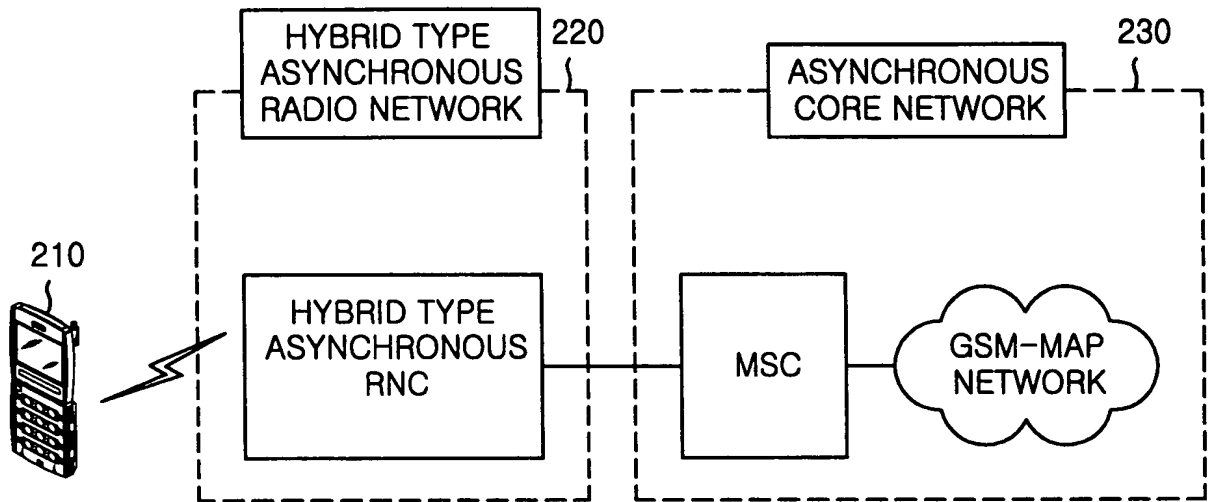 HYBRID TYPE
ASYNCHRONOUS
RADIO NETWORK
220
ASYNCHRONOUS
CORE NETWORK
230
210
HYBRID TYPE
ASYNCHRONOUS
RNC
MSC
GSM-MAP
NETWORK